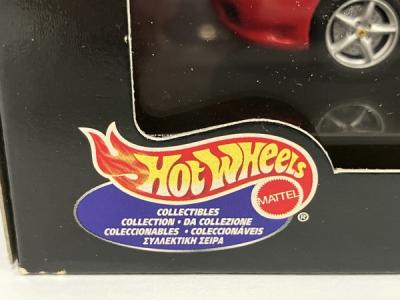 HOT WHEELS
MATTEL
®
COLLECTIBLES
COLLECTION • DA COLLEZIONE
COLECCIONABLES • COLECIONÁVEIS
ΣΥΛΛΕΚΤΙΚΗ ΣΕΙΡΑ